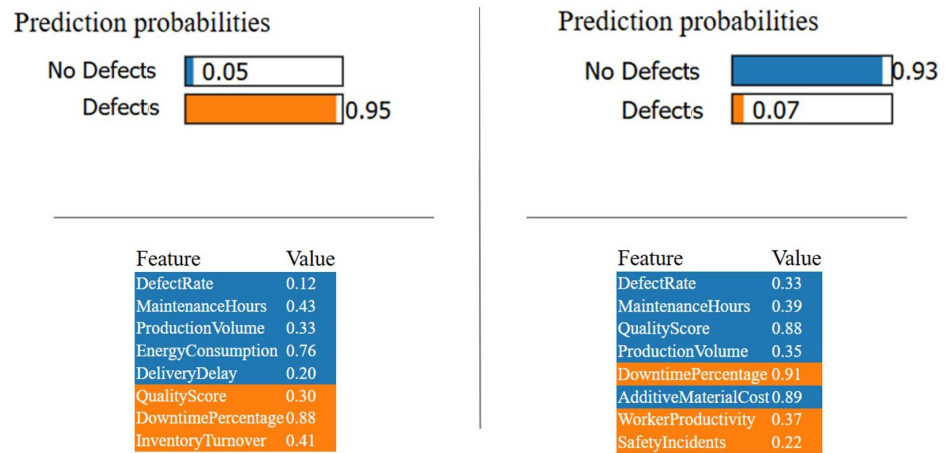 Prediction probabilities
No Defects 0.05
Defects 0.95
Feature Value
DefectRate 0.12
MaintenanceHours 0.43
ProductionVolume 0.33
EnergyConsumption 0.76
DeliveryDelay 0.20
QualityScore 0.30
DowntimePercentage 0.88
InventoryTurnover 0.41
Prediction probabilities
No Defects 0.93
Defects 0.07
Feature Value
DefectRate 0.33
MaintenanceHours 0.39
QualityScore 0.88
ProductionVolume 0.35
DowntimePercentage 0.91
AdditiveMaterialCost 0.89
WorkerProductivity 0.37
SafetyIncidents 0.22